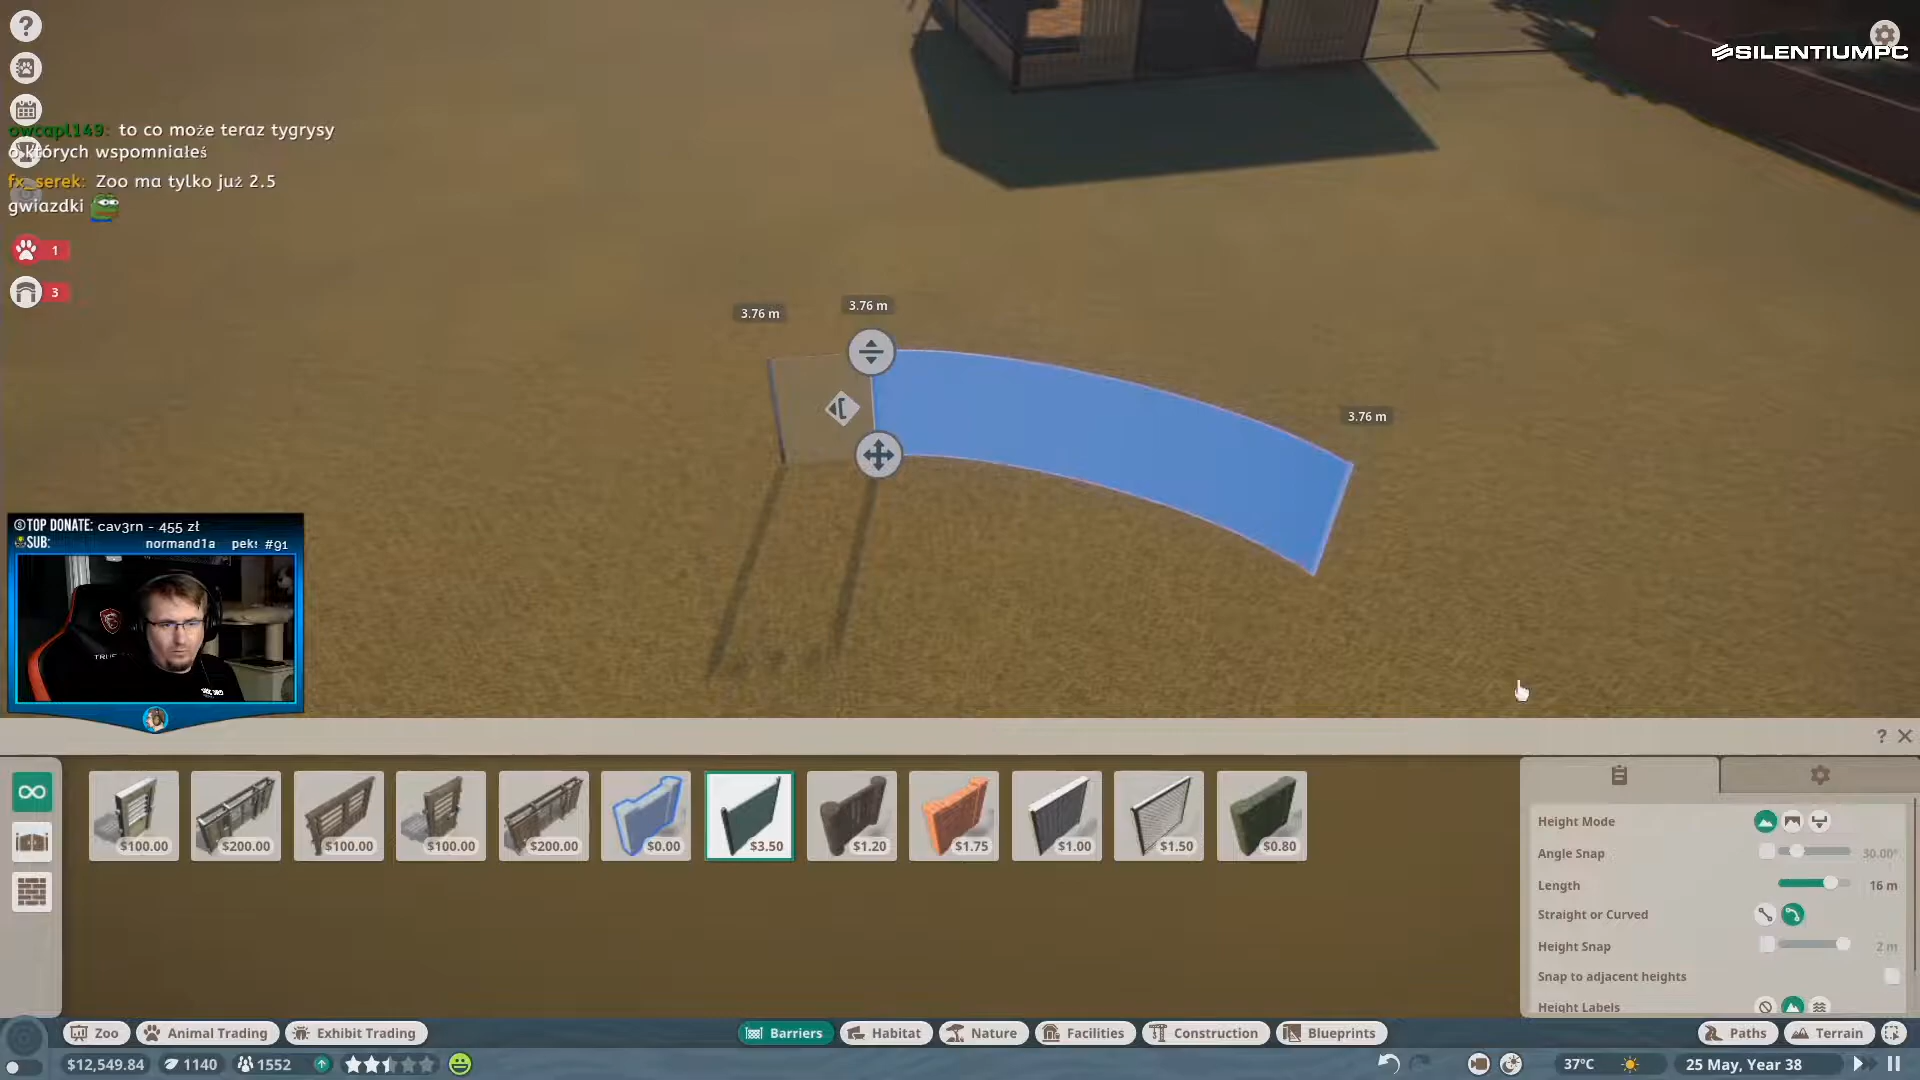 SILENTIUMPC
owcapl149: to co może teraz tygrysy
o których wspomniałeś
fx_serek: Zoo ma tylko już 2.5
gwiazdki
1
3
3.76 m
3.76 m
3.76 m
TOP DONATE: cav3rn - 455 zł
SUB: normand1a peks #91
TRUE
?
$100.00
$200.00
$100.00
$100.00
$200.00
$0.00
$3.50
$1.20
$1.75
$1.00
$1.50
$0.80
Height Mode
Angle Snap 30.00°
Length 16 m
Straight or Curved
Height Snap 2 m
Snap to adjacent heights
Height Labels
Zoo Animal Trading Exhibit Trading Barriers Habitat Nature Facilities Construction Blueprints Paths Terrain
$12,549.84 1140 1552 37°C 25 May, Year 38